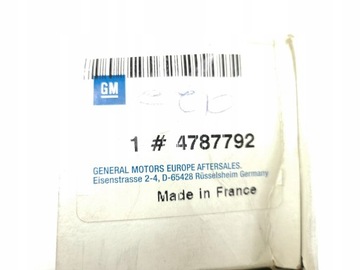 GM
1 # 4787792
GENERAL MOTORS EUROPE AFTERSALES.
Eisenstrasse 2-4, D-65428 Rüsselsheim Germany
Made in France